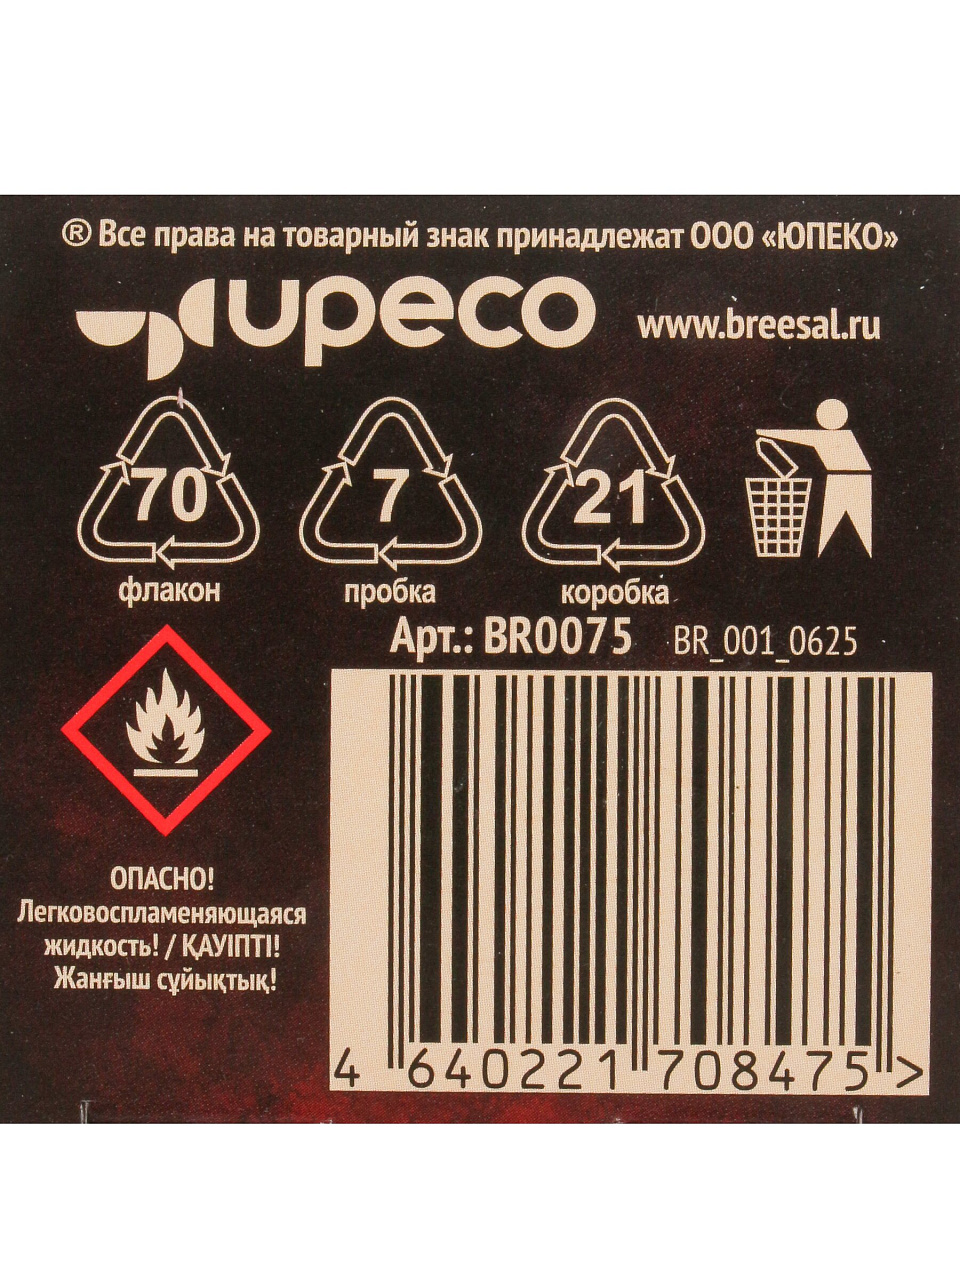 ® Все права на товарный знак принадлежат ООО «ЮПЕКО»
upeco
www.breesal.ru
70 7 21
флакон пробка коробка
Арт.: BR0075 BR_001_0625
ОПАСНО!
Легковоспламеняющаяся
жидкость! / ҚАУІПТІ!
Жанғыш сұйықтық!
4 640221 708475 >